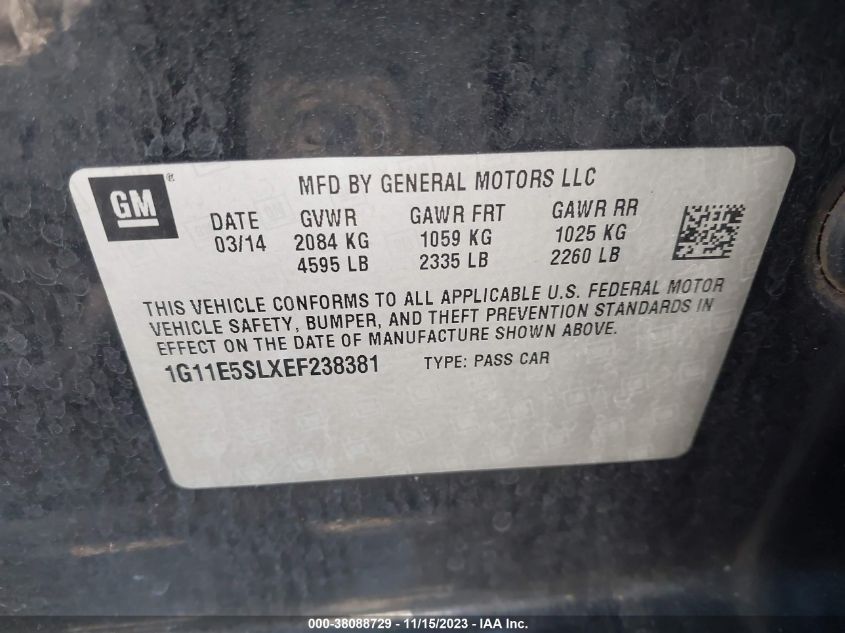 GM®
MFD BY GENERAL MOTORS LLC
DATE GVWR GAWR FRT GAWR RR
03/14 2084 KG 1059 KG 1025 KG
4595 LB 2335 LB 2260 LB
THIS VEHICLE CONFORMS TO ALL APPLICABLE U.S. FEDERAL MOTOR
VEHICLE SAFETY, BUMPER, AND THEFT PREVENTION STANDARDS IN
EFFECT ON THE DATE OF MANUFACTURE SHOWN ABOVE.
1G11E5SLXEF238381 TYPE: PASS CAR
000-38088729 - 11/15/2023 - IAA Inc.